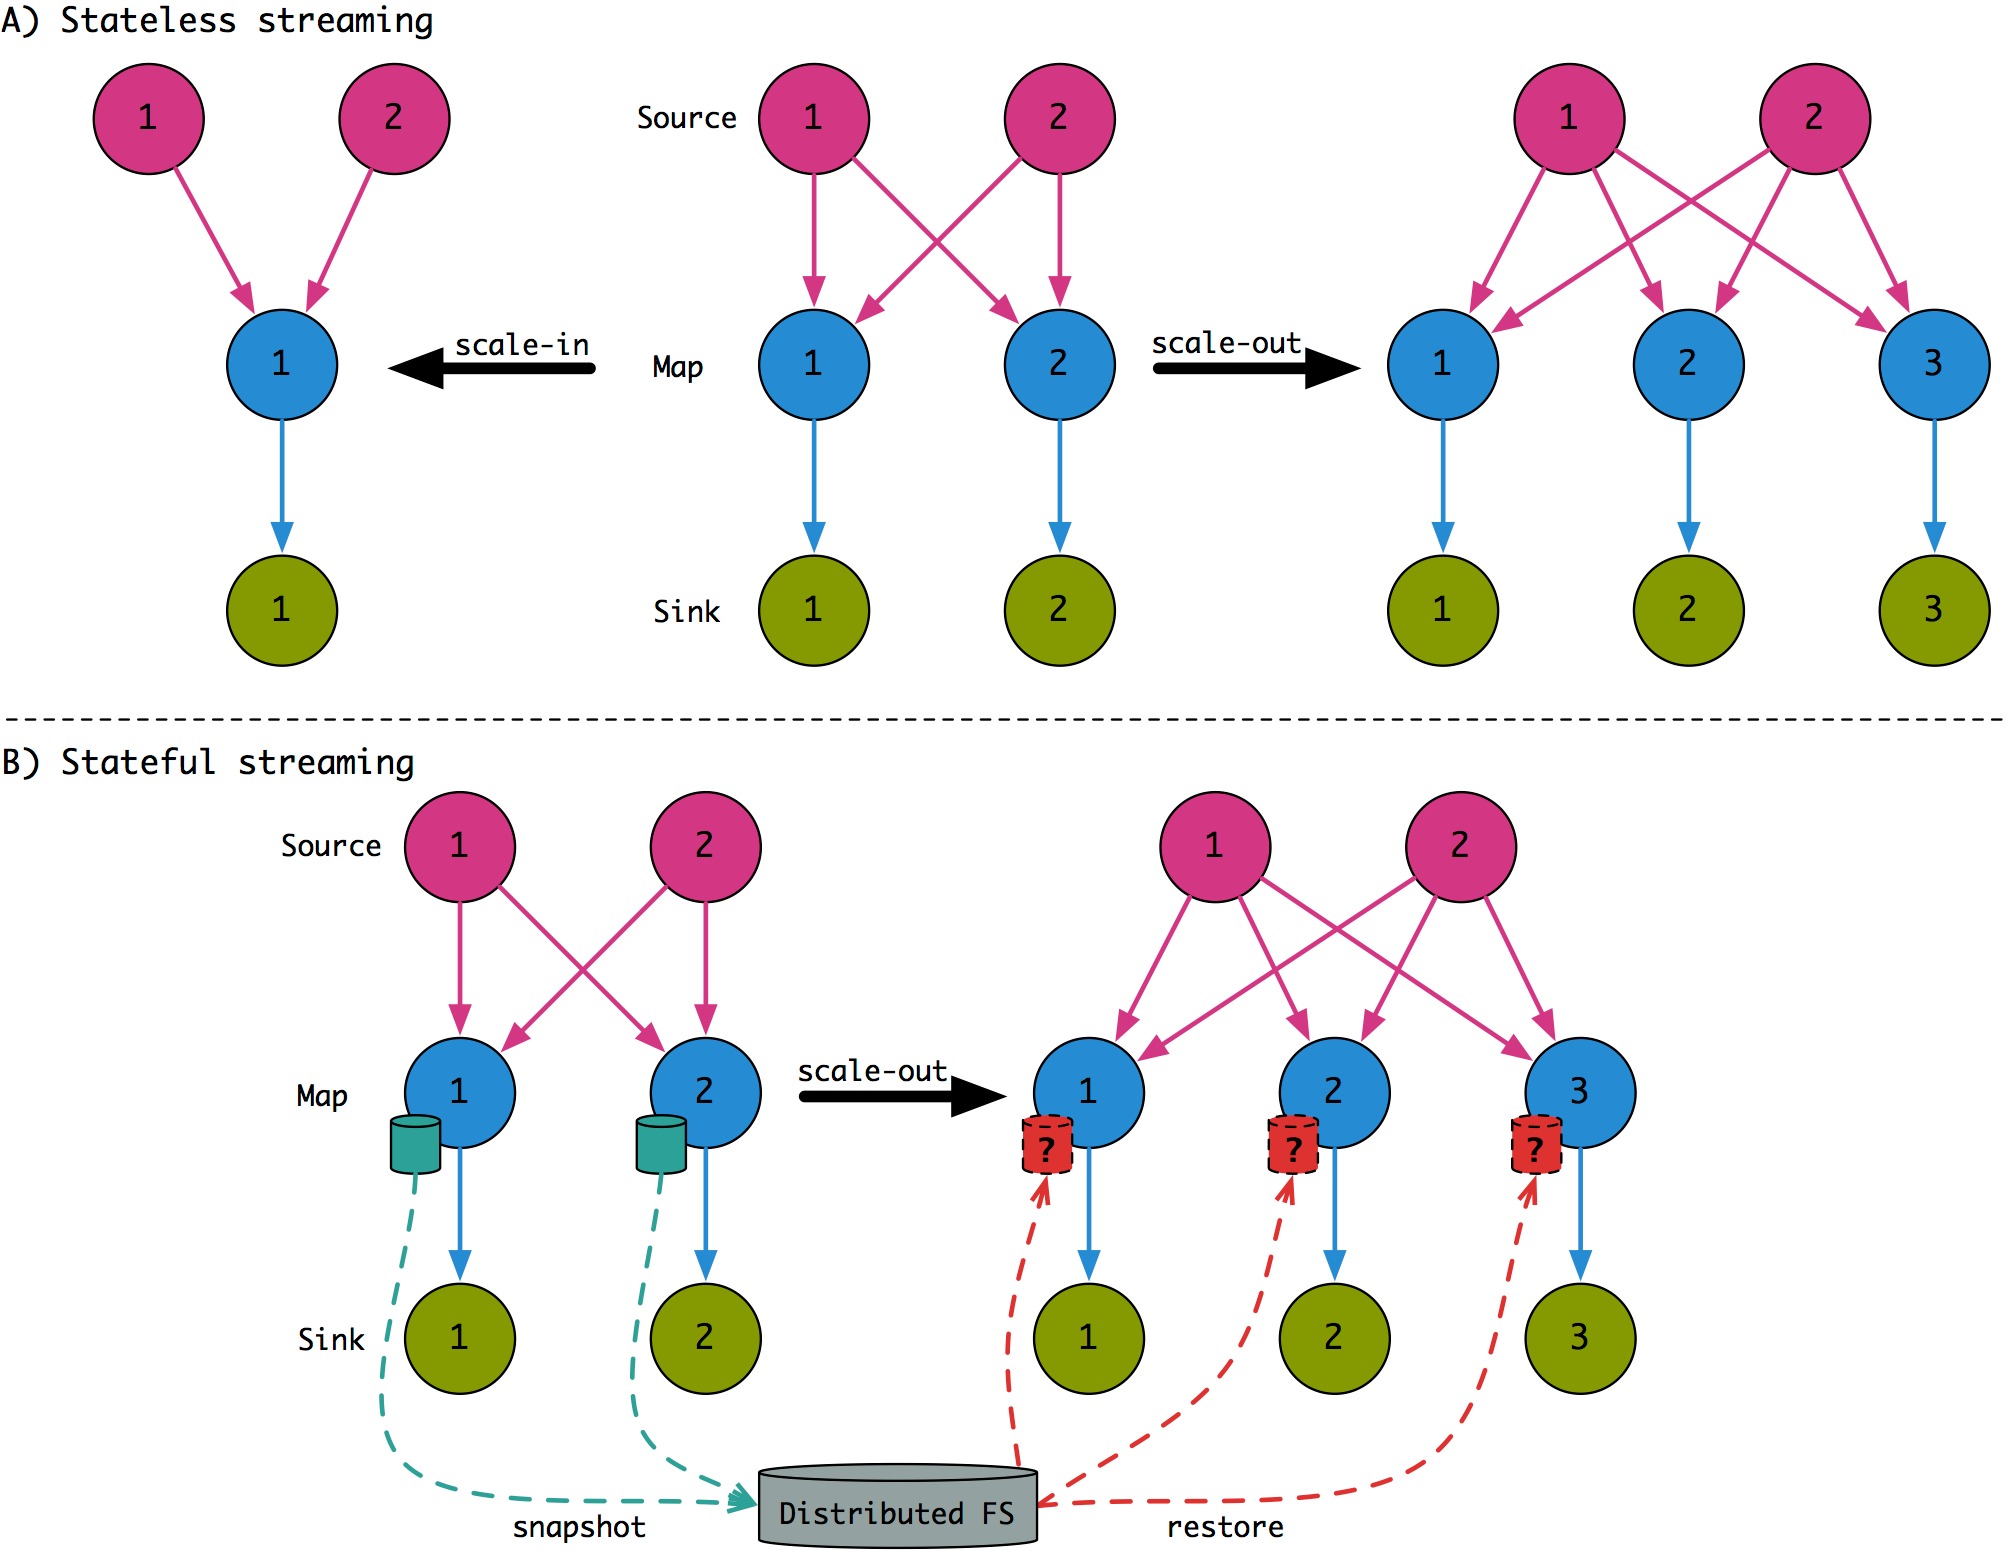 A) Stateless streaming
1 2 Source 1 2 1 2
scale-in scale-out
1 Map 1 2 1 2 3
1 Sink 1 2 1 2 3
B) Stateful streaming
Source 1 2 1 2
scale-out
Map 1 2 1 2 3
? ? ?
Sink 1 2 1 2 3
Distributed FS
snapshot restore